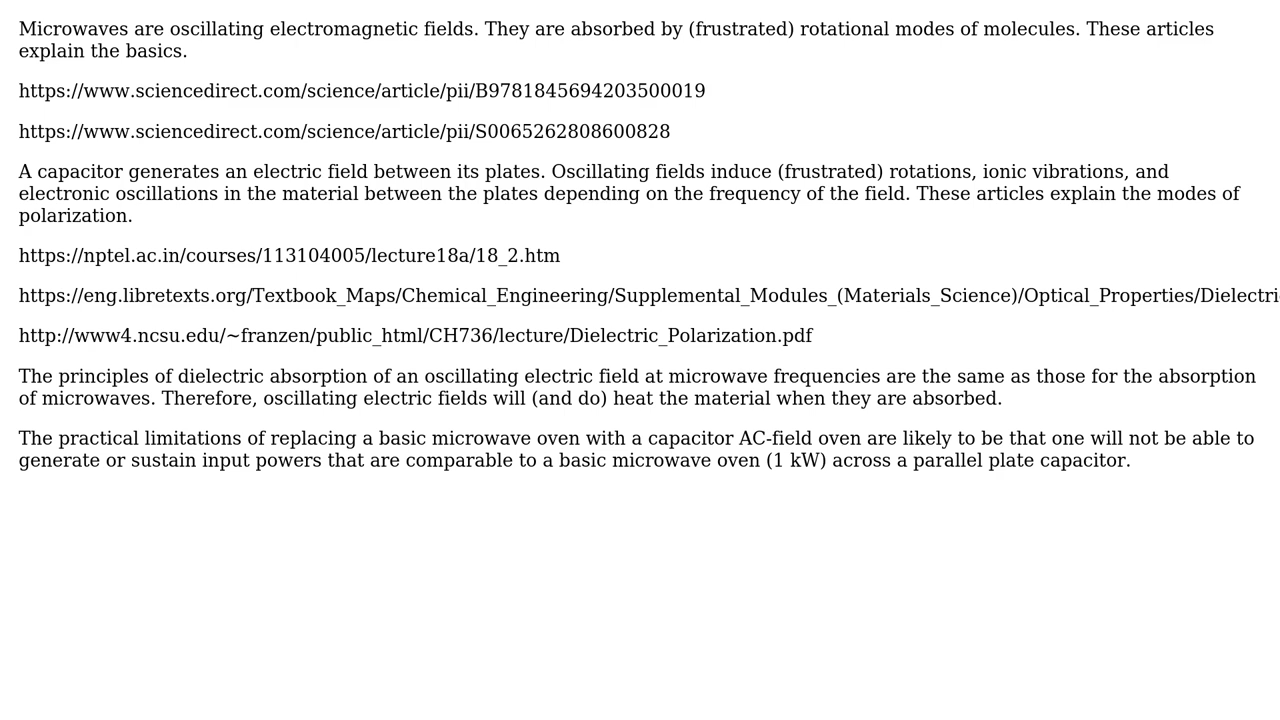 Microwaves are oscillating electromagnetic fields. They are absorbed by (frustrated) rotational modes of molecules. These articles
explain the basics.
https://www.sciencedirect.com/science/article/pii/B9781845694203500019
https://www.sciencedirect.com/science/article/pii/S0065262808600828
A capacitor generates an electric field between its plates. Oscillating fields induce (frustrated) rotations, ionic vibrations, and
electronic oscillations in the material between the plates depending on the frequency of the field. These articles explain the modes of
polarization.
https://nptel.ac.in/courses/113104005/lecture18a/18_2.htm
https://eng.libretexts.org/Textbook_Maps/Chemical_Engineering/Supplemental_Modules_(Materials_Science)/Optical_Properties/Dielectri
http://www4.ncsu.edu/~franzen/public_html/CH736/lecture/Dielectric_Polarization.pdf
The principles of dielectric absorption of an oscillating electric field at microwave frequencies are the same as those for the absorption
of microwaves. Therefore, oscillating electric fields will (and do) heat the material when they are absorbed.
The practical limitations of replacing a basic microwave oven with a capacitor AC-field oven are likely to be that one will not be able to
generate or sustain input powers that are comparable to a basic microwave oven (1 kW) across a parallel plate capacitor.